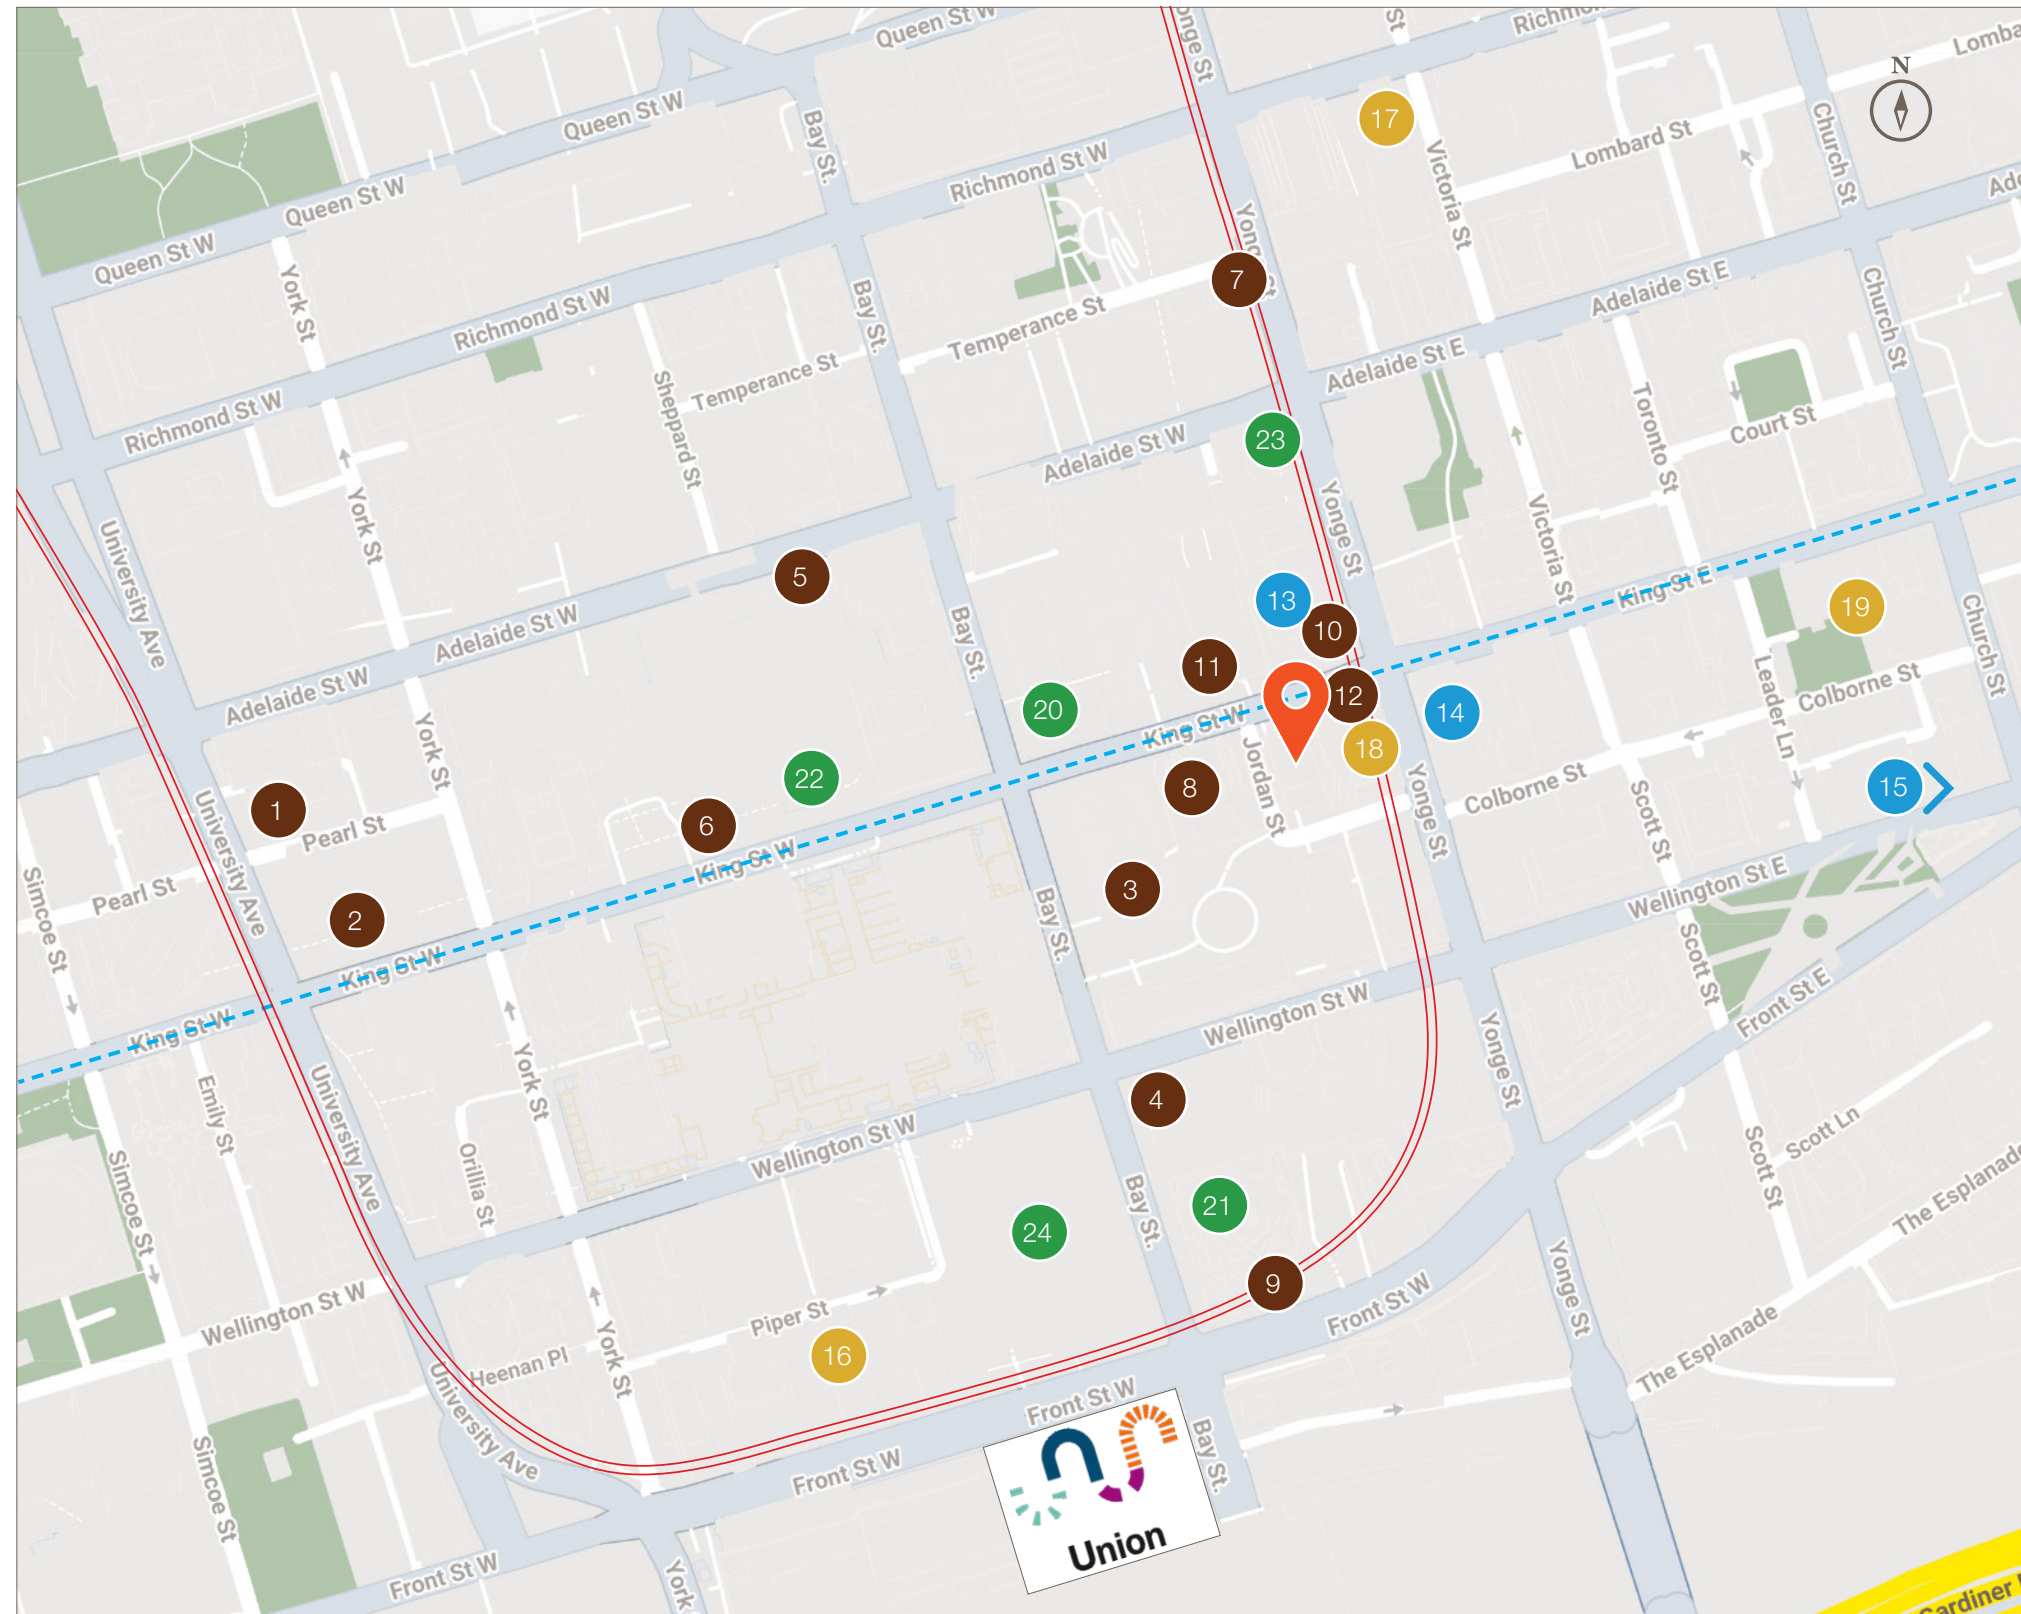 Queen St W
Yonge St
St
Richmo
Lomba
N
Queen St W
Bay St.
17
Victoria St
Lombard St
Church St
Richmond St W
Queen St W
Ade
Queen St W
York St
Yonge St
7
Adelaide St E
Church St
Richmond St W
Bay St.
Temperance St
Adelaide St E
Temperance St
Sheppard St
Richmond St W
Toronto St
Court St
23
Adelaide St W
York St
Yonge St
Victoria St
University Ave
5
King St E
13
19
Adelaide St W
Bay St.
10
Church St
11
12
Adelaide St W
20
King St W
14
18
Leader Ln
Colborne St
York St
22
Jordan St
8
Yonge St
Colborne St
15
1
Pearl St
University Ave
6
King St W
Scott St
Pearl St
3
Wellington St E
Simcoe St
2
Bay St.
King St W
Scott St
Front St E
Wellington St W
King St W
York St
Yonge St
Emily St
University Ave
4
Wellington St W
Scott Ln
Orillia St
Scott St
Simcoe St
Bay St.
21
The Esplanade
24
9
Yonge St
Front St W
Wellington St W
Piper St
16
York St
Heenan Pl
The Esplanade
University Ave
Front St W
Bay St.
Front St W
Simcoe St
Union
Front St W
York
Gardiner